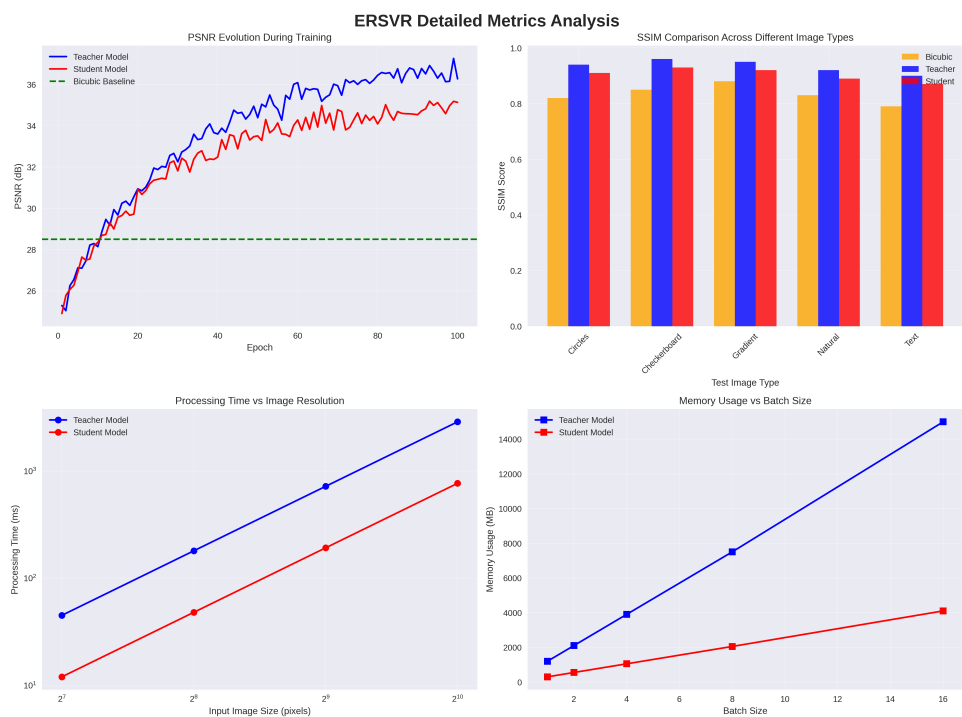 ERSVR Detailed Metrics Analysis
PSNR Evolution During Training
Teacher Model
Student Model
Bicubic Baseline
36
34
32
30
28
26
PSNR (dB)
0 20 40 60 80 100
Epoch
SSIM Comparison Across Different Image Types
Bicubic
Teacher
Student
1.0
0.8
0.6
0.4
0.2
0.0
SSIM Score
Circles Checkerboard Gradient Natural Text
Test Image Type
Processing Time vs Image Resolution
Teacher Model
Student Model
10³
10²
10¹
Processing Time (ms)
2⁷ 2⁸ 2⁹ 2¹⁰
Input Image Size (pixels)
Memory Usage vs Batch Size
Teacher Model
Student Model
14000
12000
10000
8000
6000
4000
2000
0
Memory Usage (MB)
2 4 6 8 10 12 14 16
Batch Size